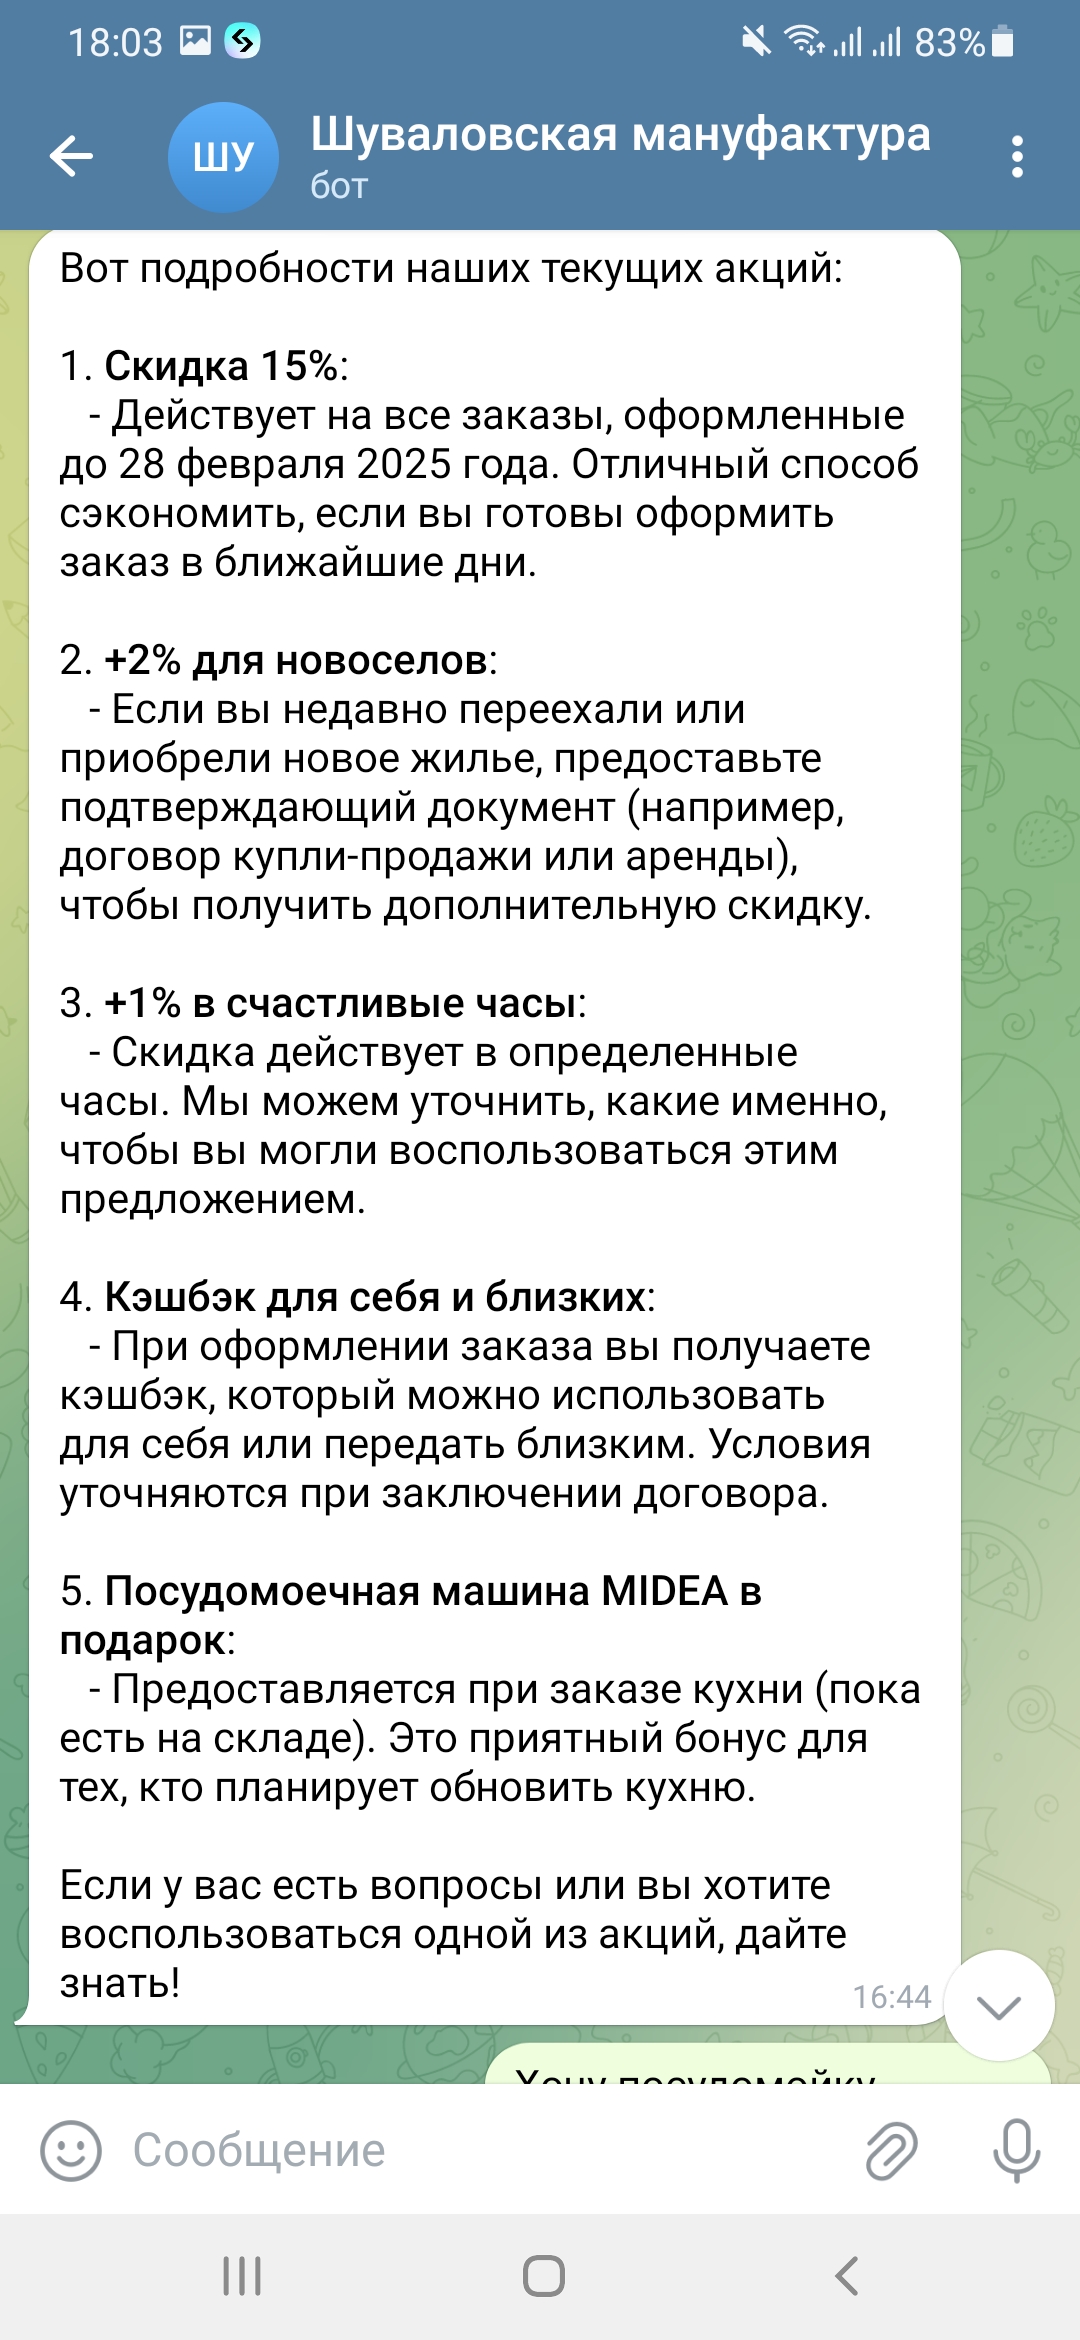 18:03 83%
ШУ
Шуваловская мануфактура
бот
Вот подробности наших текущих акций:
1. Скидка 15%:
- Действует на все заказы, оформленные
до 28 февраля 2025 года. Отличный способ
сэкономить, если вы готовы оформить
заказ в ближайшие дни.
2. +2% для новоселов:
- Если вы недавно переехали или
приобрели новое жилье, предоставьте
подтверждающий документ (например,
договор купли-продажи или аренды),
чтобы получить дополнительную скидку.
3. +1% в счастливые часы:
- Скидка действует в определенные
часы. Мы можем уточнить, какие именно,
чтобы вы могли воспользоваться этим
предложением.
4. Кэшбэк для себя и близких:
- При оформлении заказа вы получаете
кэшбэк, который можно использовать
для себя или передать близким. Условия
уточняются при заключении договора.
5. Посудомоечная машина MIDEA в
подарок:
- Предоставляется при заказе кухни (пока
есть на складе). Это приятный бонус для
тех, кто планирует обновить кухню.
Если у вас есть вопросы или вы хотите
воспользоваться одной из акций, дайте
знать!
16:44
Хочу посудомойку
Сообщение